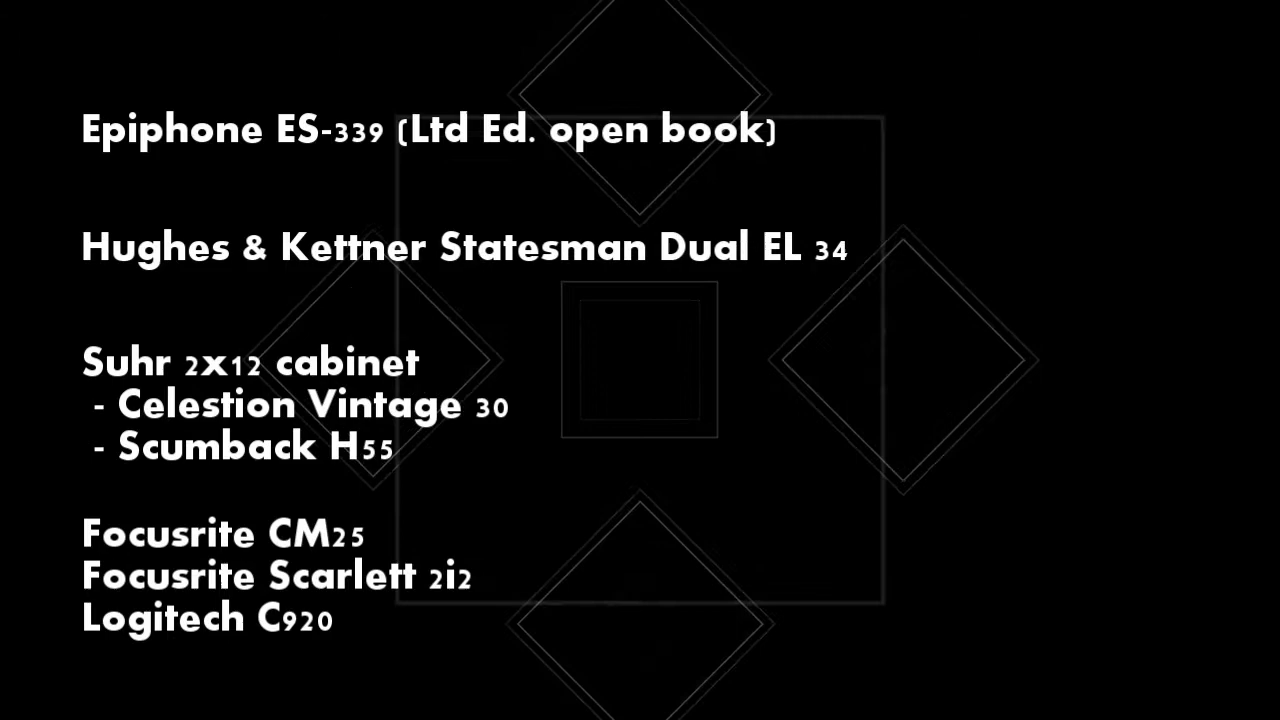 Epiphone ES-339 (Ltd Ed. open book)
Hughes & Kettner Statesman Dual EL 34
Suhr 2x12 cabinet
- Celestion Vintage 30
- Scumback H55
Focusrite CM25
Focusrite Scarlett 2i2
Logitech C920